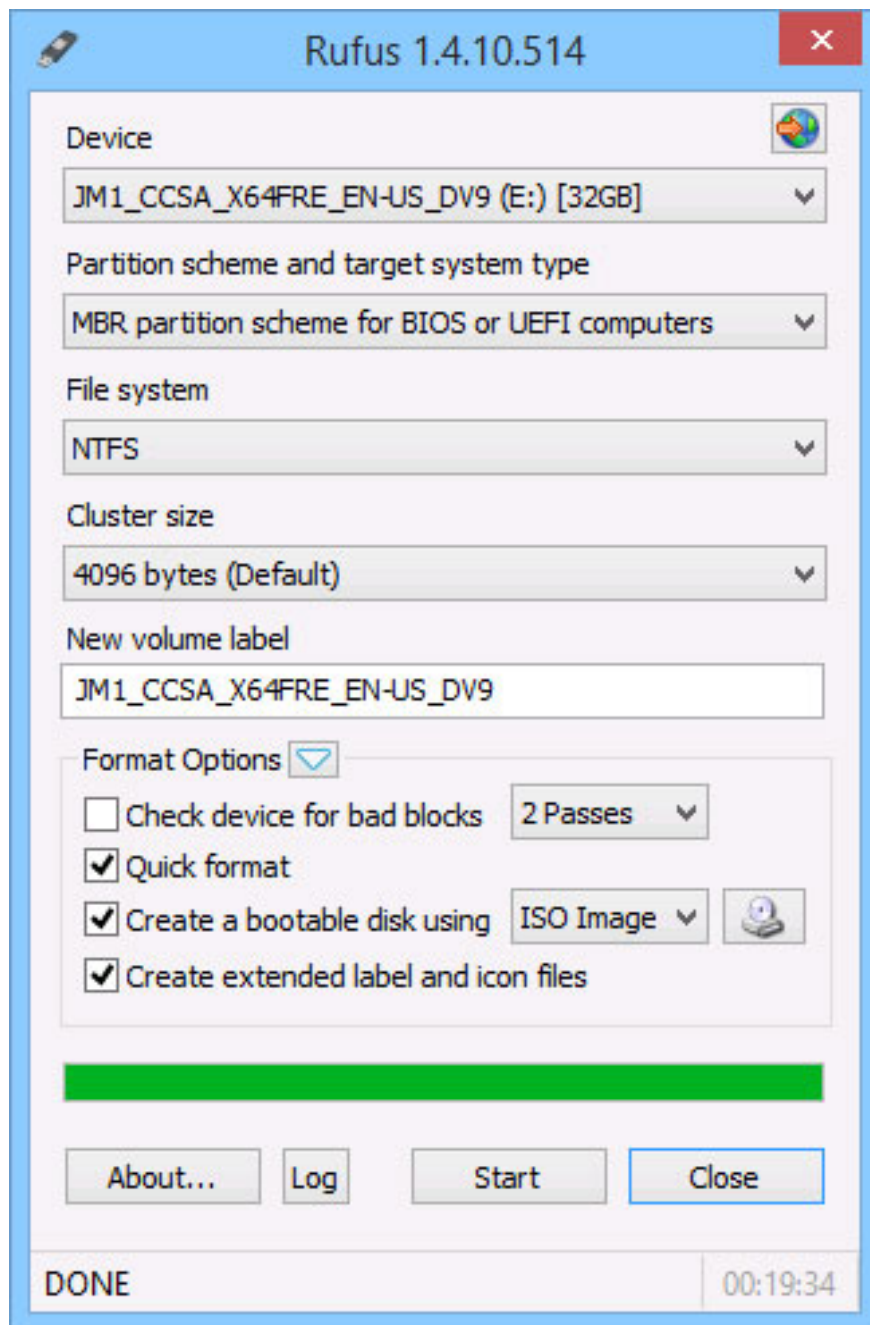 Rufus 1.4.10.514
Device
JM1_CCSA_X64FRE_EN-US_DV9 (E:) [32GB]
Partition scheme and target system type
MBR partition scheme for BIOS or UEFI computers
File system
NTFS
Cluster size
4096 bytes (Default)
New volume label
JM1_CCSA_X64FRE_EN-US_DV9
Format Options
Check device for bad blocks 2 Passes
Quick format
Create a bootable disk using ISO Image
Create extended label and icon files
About... Log Start Close
DONE 00:19:34